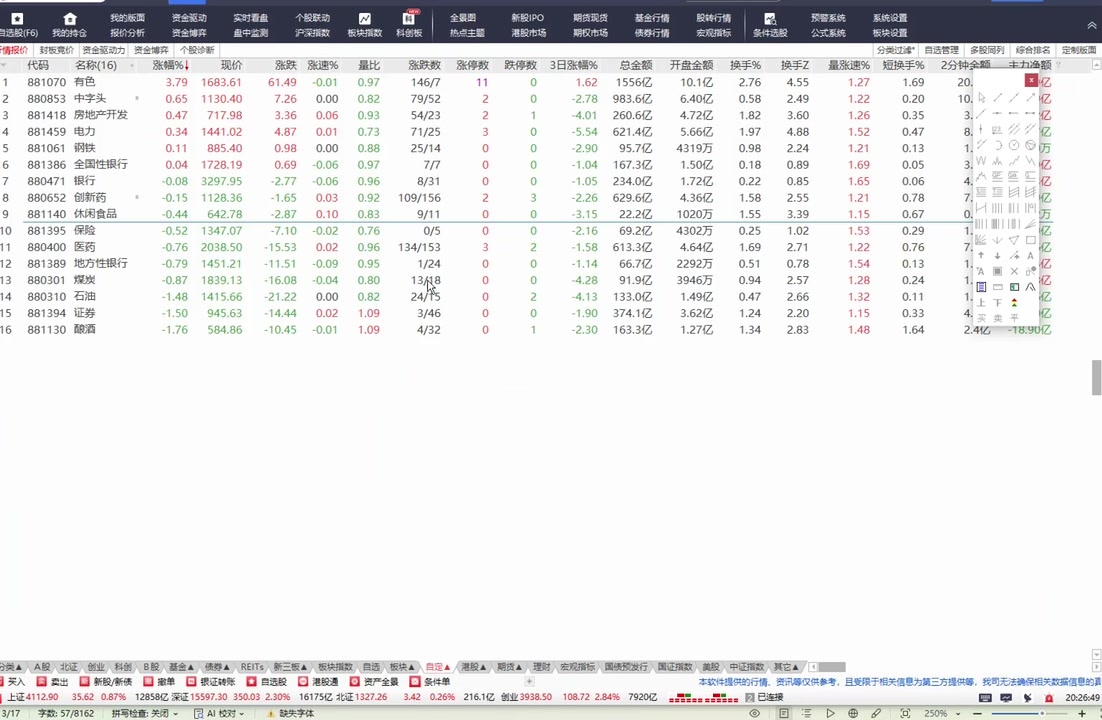 我的版面 资金驱动 实时看盘 个股联动 NEW 科 全景图 新股IPO 期货现货 基金行情 股转行情 预警系统 系统设置
自选股(F6) 我的持仓 报价分析 资金博弈 盘中监测 沪深指数 板块指数 科创板 热点主题 港股市场 期权市场 债券行情 宏观指标 条件选股 公式系统 板块设置
情报价 封板竞价 资金驱动力 资金博弈 个股诊断 分类过滤* 自选管理 多股同列 综合排名 定制版面
代码 名称(16) 涨幅%↓ 现价 涨跌 涨速% 量比 涨跌数 涨停数 跌停数 3日涨幅% 总金额 开盘金额 换手% 换手Z 量涨速% 短换手% 2分钟金额 主力净额
1 881070 有色 3.79 1683.61 61.49 -0.01 0.97 146/7 11 1.62 1556亿 10.1亿 2.76 4.55 1.27 1.69 20.
2 880853 中字头 0.65 1130.40 7.26 0.00 0.82 79/52 2 0 -2.78 983.6亿 6.40亿 0.58 2.49 1.22 0.20 10.
3 881418 房地产开发 0.47 717.98 3.36 0.06 0.93 54/23 2 1 -4.01 260.6亿 4.72亿 1.82 3.60 1.26 0.35 3.
4 881459 电力 0.34 1441.02 4.87 0.01 0.73 71/25 3 0 -5.54 621.4亿 5.66亿 1.97 4.88 1.52 0.47 8.
5 881085 钢铁 0.11 885.40 0.98 0.00 0.88 25/14 0 0 -2.90 95.7亿 4319万 0.98 2.24 1.21 0.13 1.
6 881386 全国性银行 0.04 1728.19 0.69 -0.06 0.97 7/7 0 0 -1.04 167.3亿 1.50亿 0.18 0.89 1.69 0.05 3.
7 880471 银行 -0.08 3297.95 -2.77 -0.06 0.96 8/31 0 0 -1.05 234.0亿 1.72亿 0.22 0.85 1.65 0.06 4.
8 880652 创新药 -0.15 1128.36 -1.65 0.03 0.92 109/156 2 3 -2.26 629.6亿 4.36亿 1.58 2.55 1.21 0.78 7.
9 881140 休闲食品 -0.44 642.78 -2.87 0.10 0.83 9/11 0 0 -3.15 22.2亿 1020万 1.55 3.39 1.15 0.67 0.
10 881395 保险 -0.52 1347.07 -7.10 -0.02 0.76 0/5 0 0 -2.16 69.2亿 4302万 0.25 1.02 1.53 0.29 1.
11 880400 医药 -0.76 2038.50 -15.53 0.02 0.96 134/153 3 2 -1.58 613.3亿 4.64亿 1.69 2.71 1.22 0.76 7.
12 881389 地方性银行 -0.79 1451.21 -11.51 -0.09 0.95 1/24 0 0 -1.14 66.7亿 2292万 0.51 0.78 1.54 0.13 1.
13 880301 煤炭 -0.87 1839.13 -16.08 -0.04 0.80 13/18 0 0 -4.28 91.9亿 3946万 0.94 2.57 1.28 0.24 1.
14 880310 石油 -1.48 1415.66 -21.22 0.00 0.82 24/15 0 2 -4.13 133.0亿 1.49亿 0.47 2.66 1.32 0.11 1.
15 881394 证券 -1.50 945.63 -14.44 0.02 1.09 3/46 0 0 -1.90 374.1亿 3.62亿 1.24 2.20 1.15 0.33 4.
16 881130 酿酒 -1.76 584.86 -10.45 -0.01 1.09 4/32 0 1 -2.30 163.3亿 1.27亿 1.34 2.83 1.48 1.64 2.4亿 -18.90亿
上 下
买 卖 平
分类▲ A股 北证 创业 科创 B股 基金▲ 债券▲ REITs 新三板▲ 板块指数 自选 板块▲ 自定▲ 港股▲ 期货▲ 理财 宏观指标 国债预发行 国证指数 美股 中证指数 其它▲
买入 卖出 新股/新债 撤单 银证转账 自选股 港股通 资产全景 条件单 本软件提供的行情、资讯等仅供参考，且受限于相关信息为第三方提供等，我司无法确保相关数据信息的
上证4112.90 35.62 0.87% 12858亿 深证15597.30 350.03 2.30% 16175亿 北证1327.26 3.42 0.26% 216.1亿 创业3938.50 108.72 2.84% 7920亿 2 已连接 20:26:49
3/17 字数: 57/8162 拼写检查: 关闭 AI 校对 缺失字体 250%